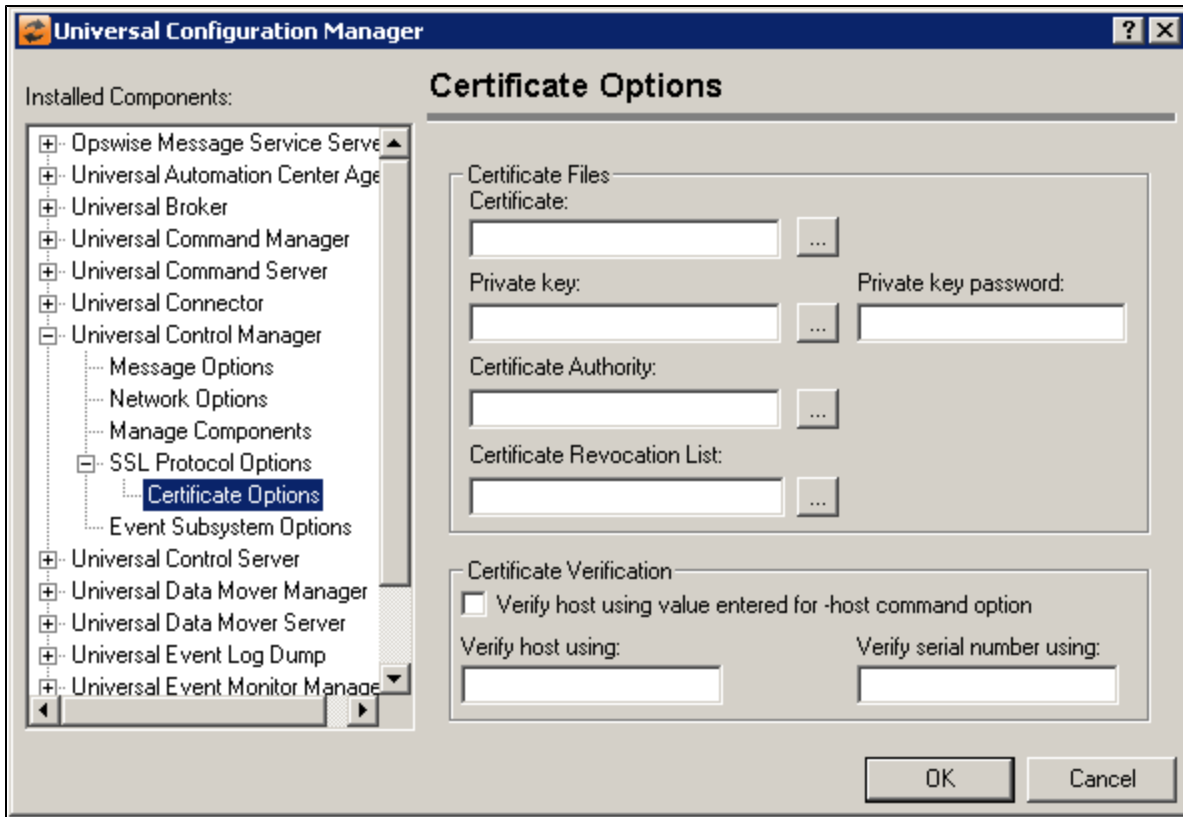 Universal Configuration Manager
Installed Components:
Opswise Message Service Serve
Universal Automation Center Age
Universal Broker
Universal Command Manager
Universal Command Server
Universal Connector
Universal Control Manager
Message Options
Network Options
Manage Components
SSL Protocol Options
Certificate Options
Event Subsystem Options
Universal Control Server
Universal Data Mover Manager
Universal Data Mover Server
Universal Event Log Dump
Universal Event Monitor Manage
Certificate Options
Certificate Files
Certificate:
...
Private key: Private key password:
...
Certificate Authority:
...
Certificate Revocation List:
...
Certificate Verification
Verify host using value entered for -host command option
Verify host using: Verify serial number using:
OK Cancel